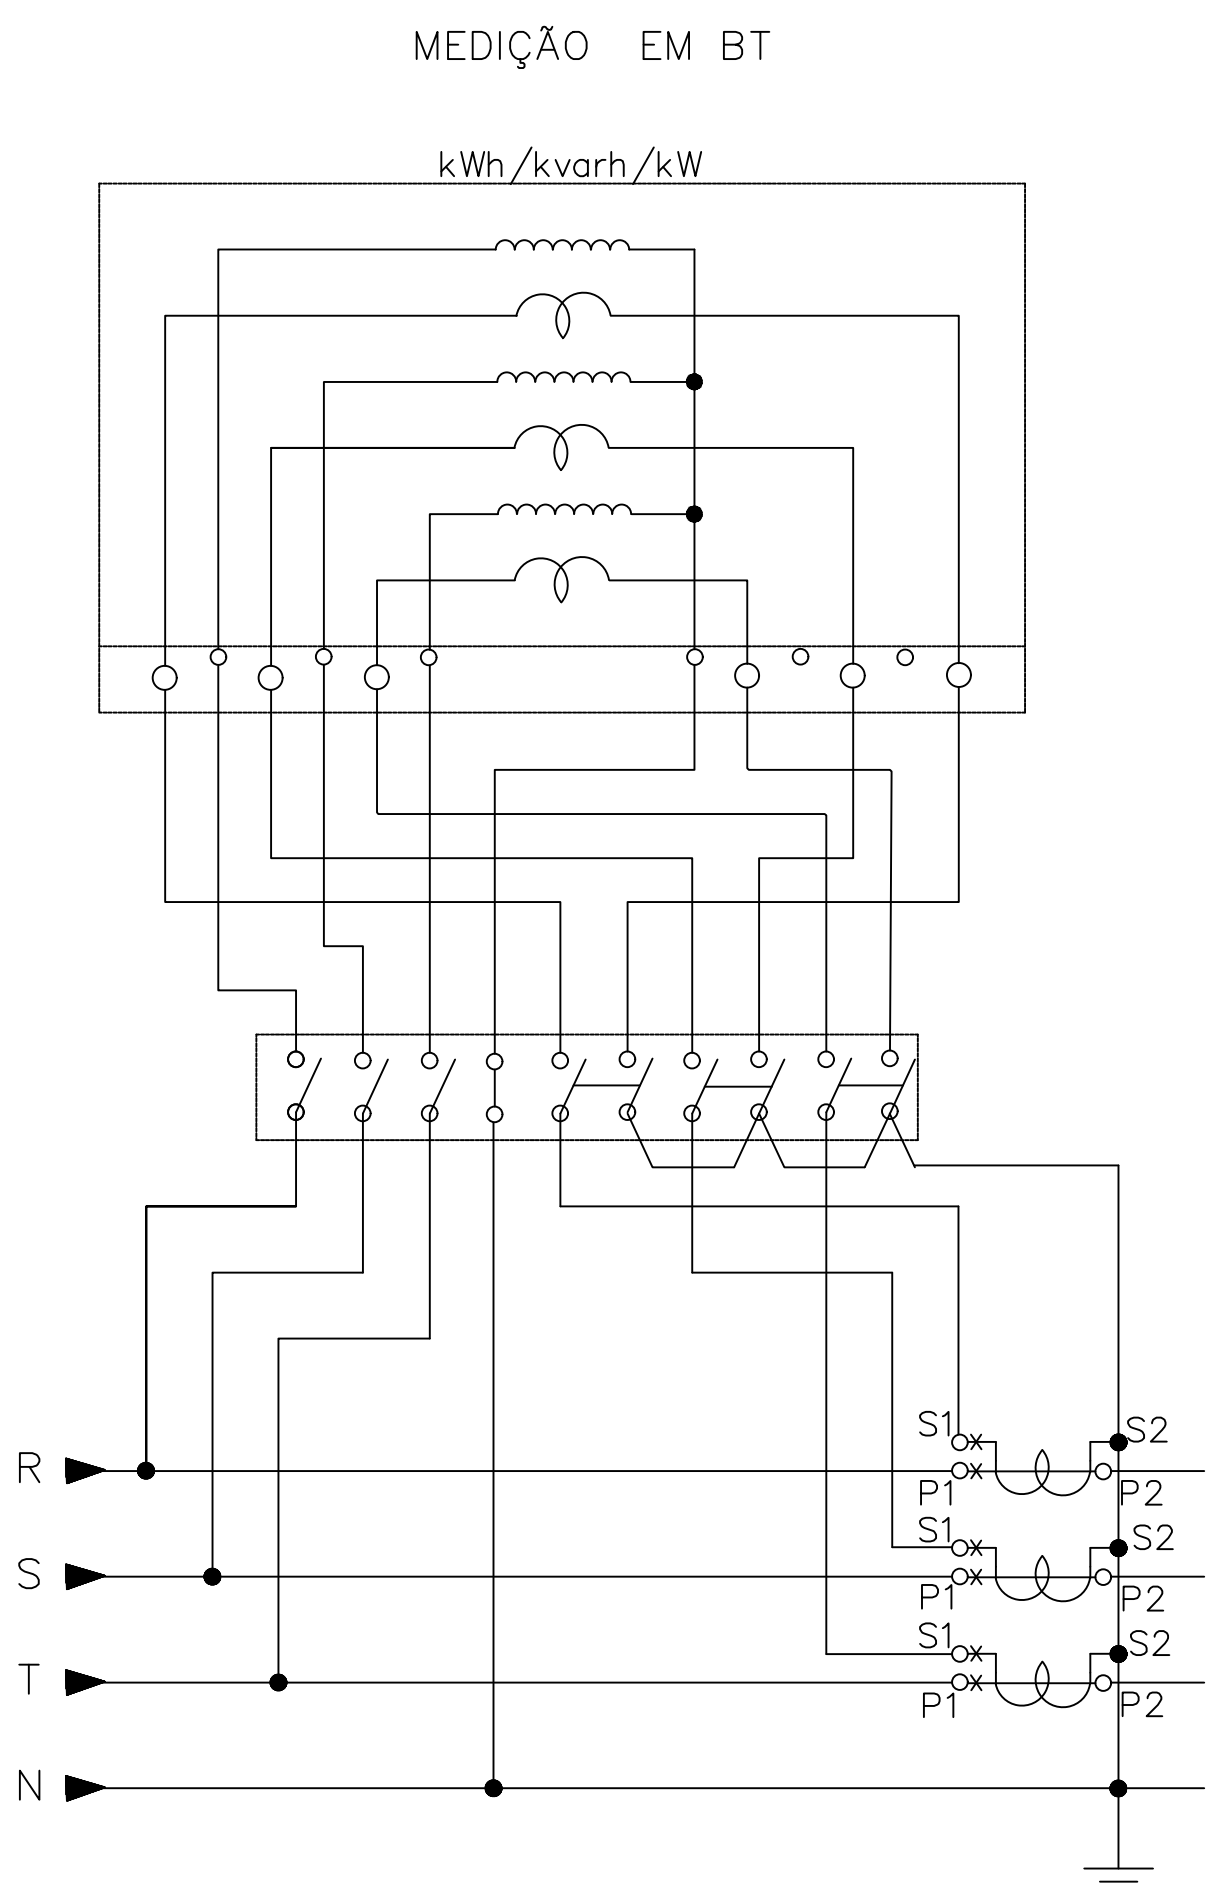 MEDIÇÃO EM BT
kWh/kvarh/kW
S1 S2
R
P1 P2
S1 S2
S
P1 P2
S1 S2
T
P1 P2
N